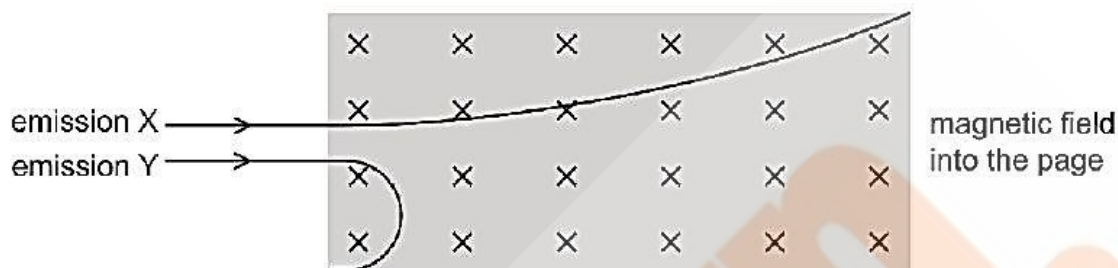 emission X
emission Y
magnetic field
into the page